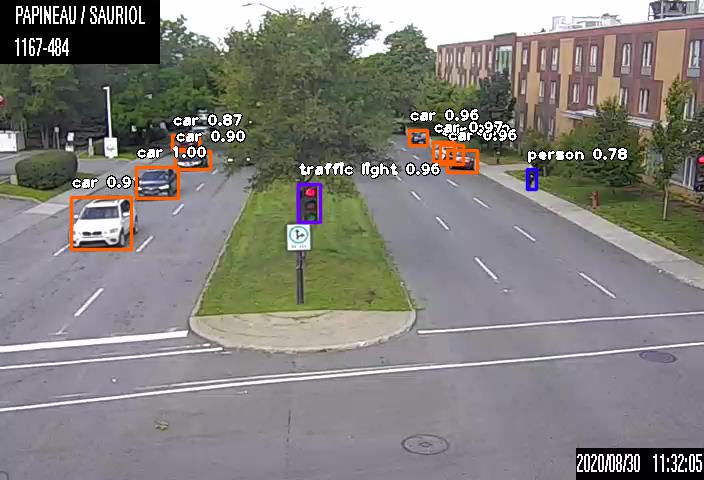 PAPINEAU / SAURIOL
1167-484
car 0.87
car 0.90
car 1.00
car 0.9
car 0.96
car 0.97
car 0.96
person 0.78
traffic light 0.96
2020/08/30 11:32:05